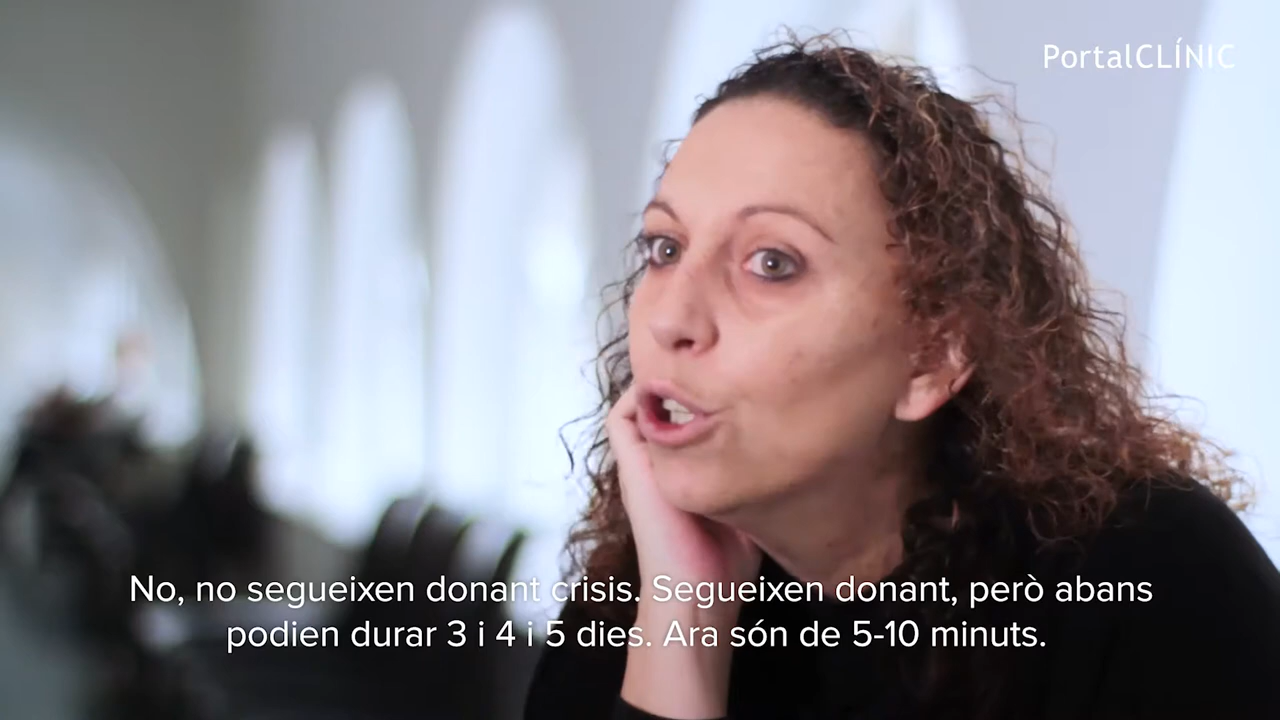 PortalCLÍNIC
No, no segueixen donant crisis. Segueixen donant, però abans
podien durar 3 i 4 i 5 dies. Ara són de 5-10 minuts.